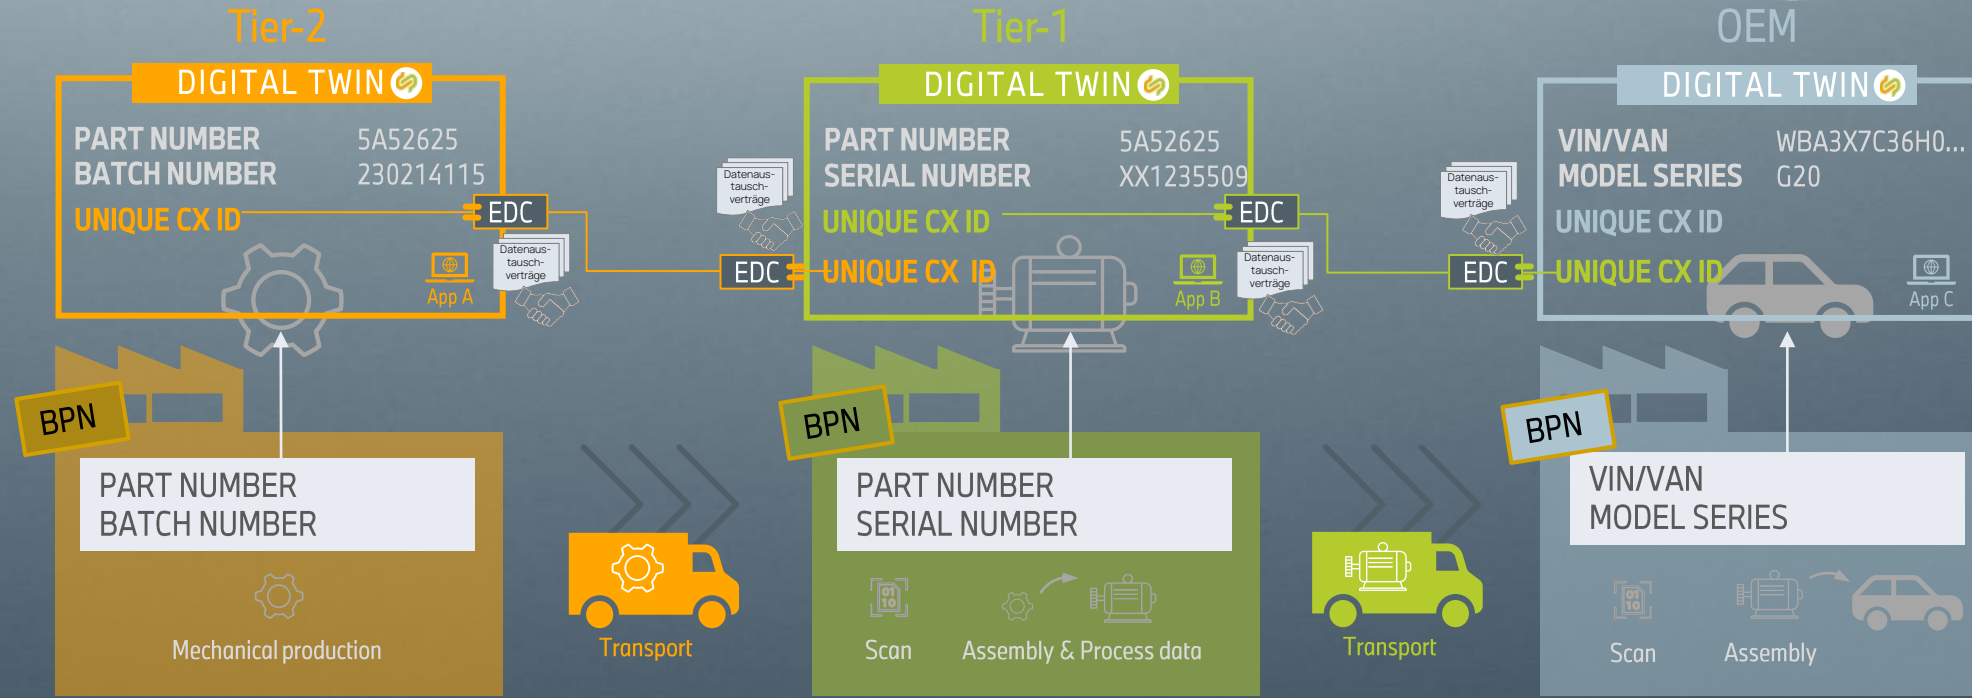 Tier-2
DIGITAL TWIN
PART NUMBER 5A52625
BATCH NUMBER 230214115
UNIQUE CX ID
EDC
Datenaus-
tausch-
verträge
App A
BPN
PART NUMBER
BATCH NUMBER
Mechanical production
Transport
Tier-1
DIGITAL TWIN
Datenaus-
tausch-
verträge
PART NUMBER 5A52625
SERIAL NUMBER XX1235509
UNIQUE CX ID
EDC
EDC
UNIQUE CX ID
Datenaus-
tausch-
verträge
App B
BPN
PART NUMBER
SERIAL NUMBER
01
10
Scan
Assembly & Process data
Transport
OEM
DIGITAL TWIN
Datenaus-
tausch-
verträge
VIN/VAN WBA3X7C36H0...
MODEL SERIES G20
UNIQUE CX ID
EDC
UNIQUE CX ID
App C
BPN
VIN/VAN
MODEL SERIES
01
10
Scan
Assembly